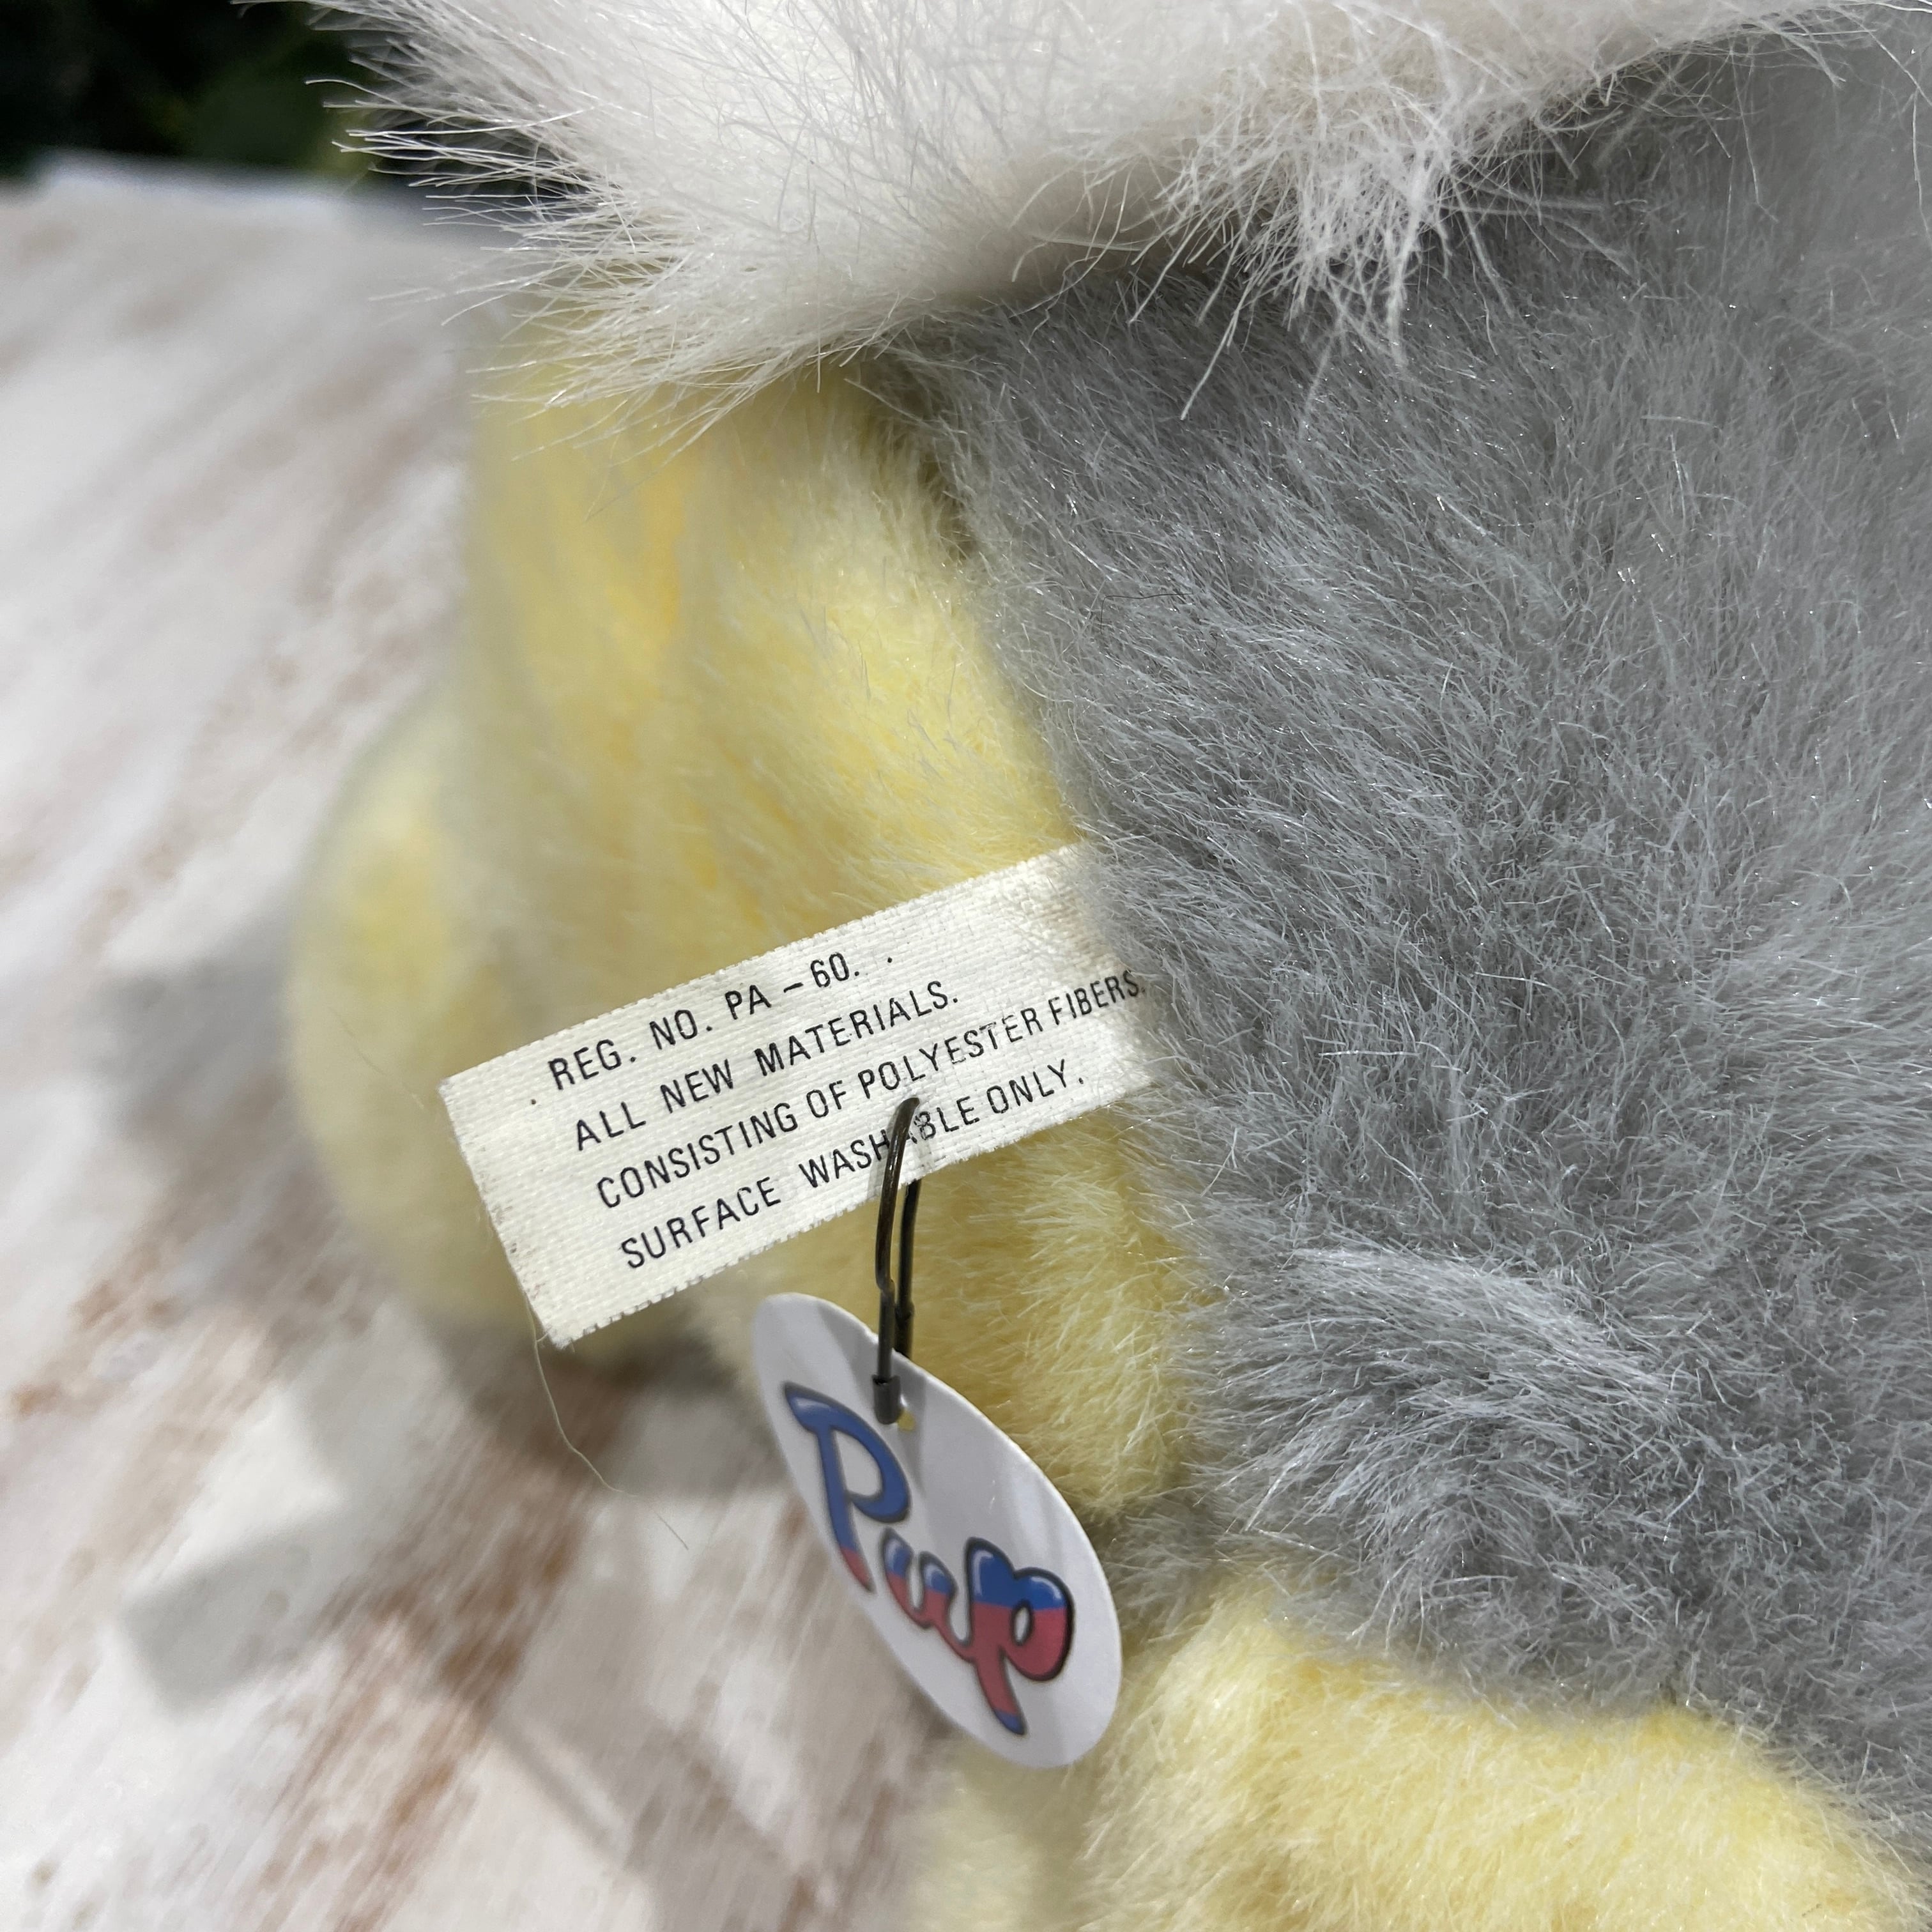 . REG. NO. PA - 60. .
ALL NEW MATERIALS.
CONSISTING OF POLYESTER FIBERS.
SURFACE WASHABLE ONLY.
Pup